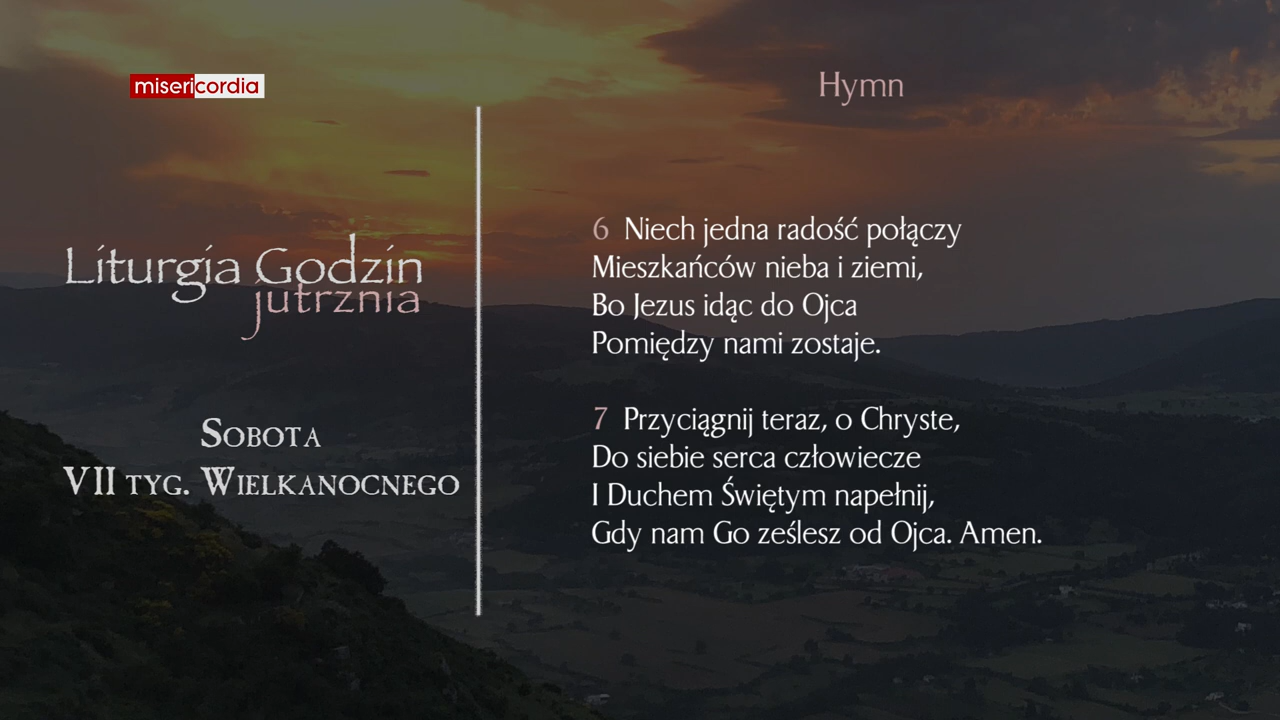 misericordia
Liturgia Godzin
jutrznia
Sobota
VII tyg. Wielkanocnego
Hymn
6 Niech jedna radość połączy
Mieszkańców nieba i ziemi,
Bo Jezus idąc do Ojca
Pomiędzy nami zostaje.
7 Przyciągnij teraz, o Chryste,
Do siebie serca człowiecze
I Duchem Świętym napełnij,
Gdy nam Go ześlesz od Ojca. Amen.